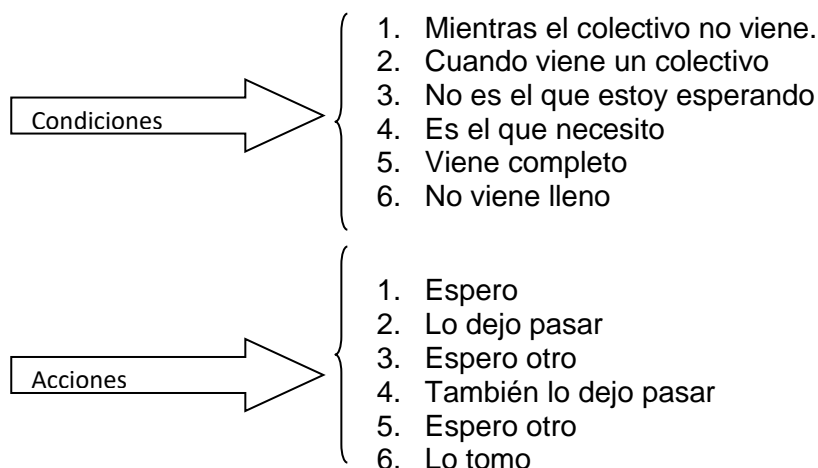 Condiciones
1. Mientras el colectivo no viene.
2. Cuando viene un colectivo
3. No es el que estoy esperando
4. Es el que necesito
5. Viene completo
6. No viene lleno
Acciones
1. Espero
2. Lo dejo pasar
3. Espero otro
4. También lo dejo pasar
5. Espero otro
6. Lo tomo